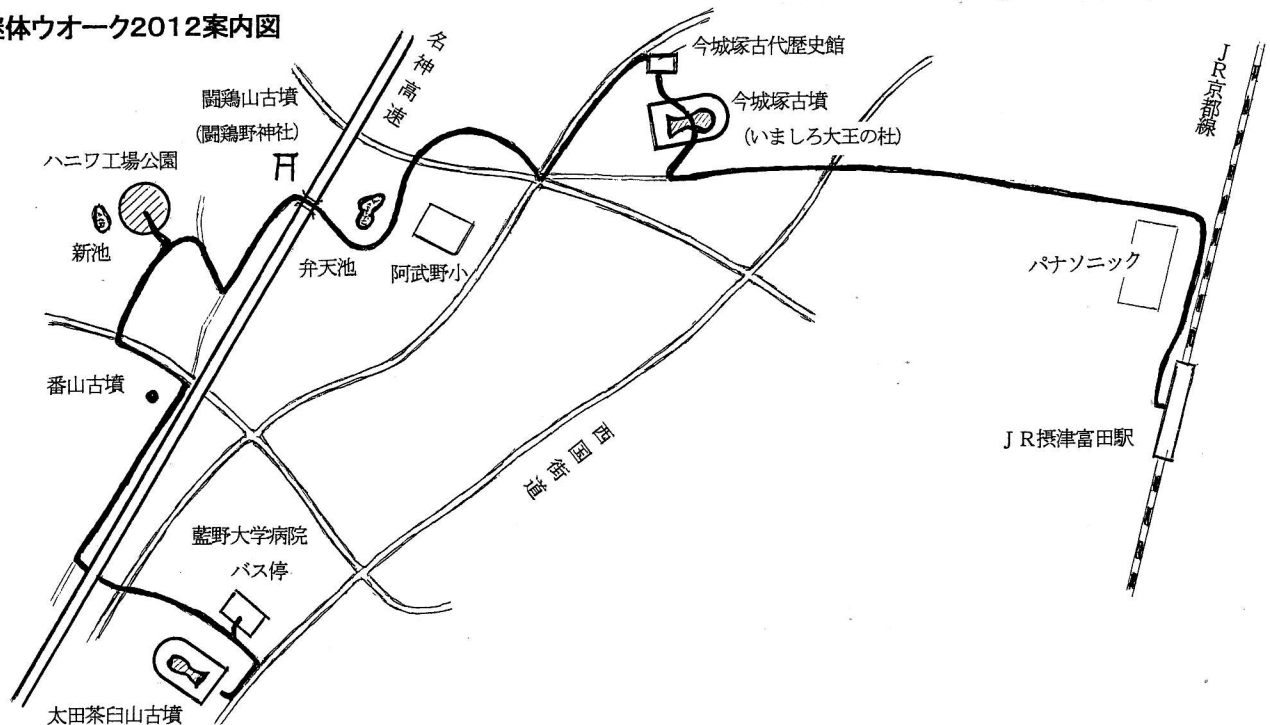 継体ウオーク2012案内図
名神高速
今城塚古代歴史館
今城塚古墳
(いましろ大王の杜)
JR京都線
闘鶏山古墳
(闘鶏野神社)
ハニワ工場公園
新池
弁天池
阿武野小
パナソニック
番山古墳
西国街道
JR摂津富田駅
藍野大学病院
バス停
太田茶臼山古墳